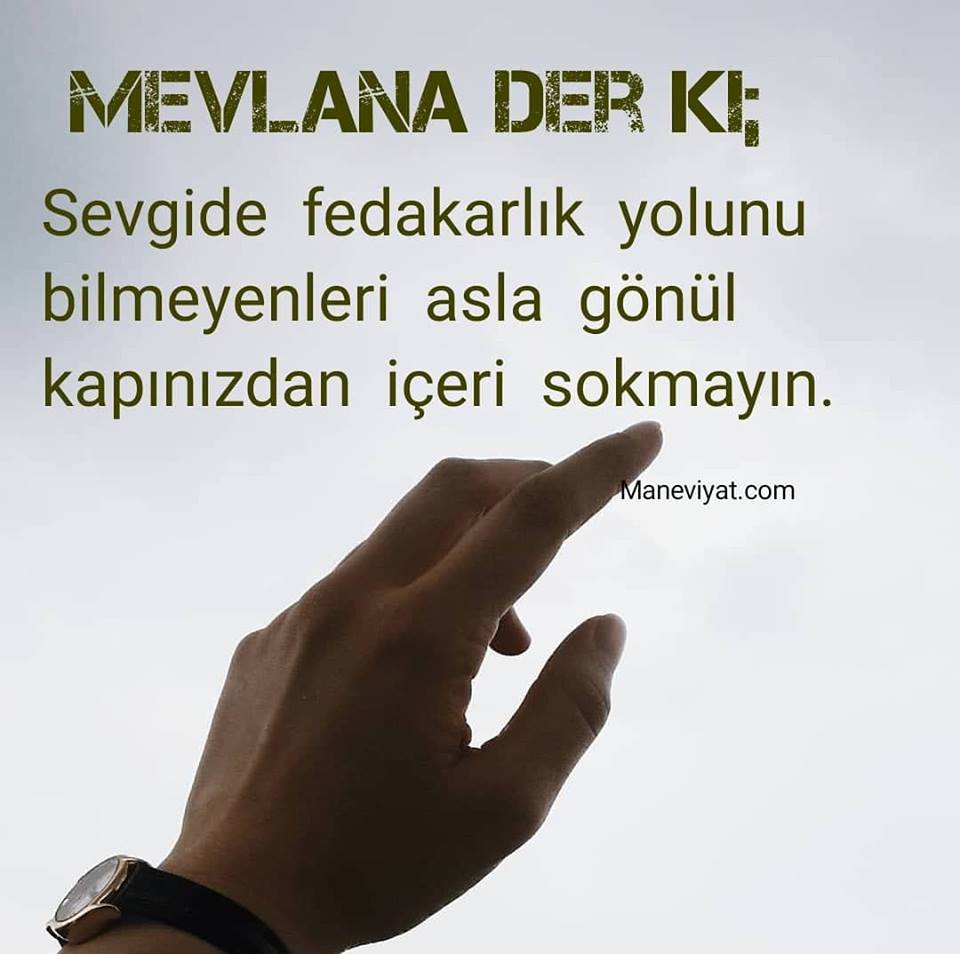 MEVLANA DER KI;
Sevgide fedakarlık yolunu
bilmeyenleri asla gönül
kapınızdan içeri sokmayın.
Maneviyat.com